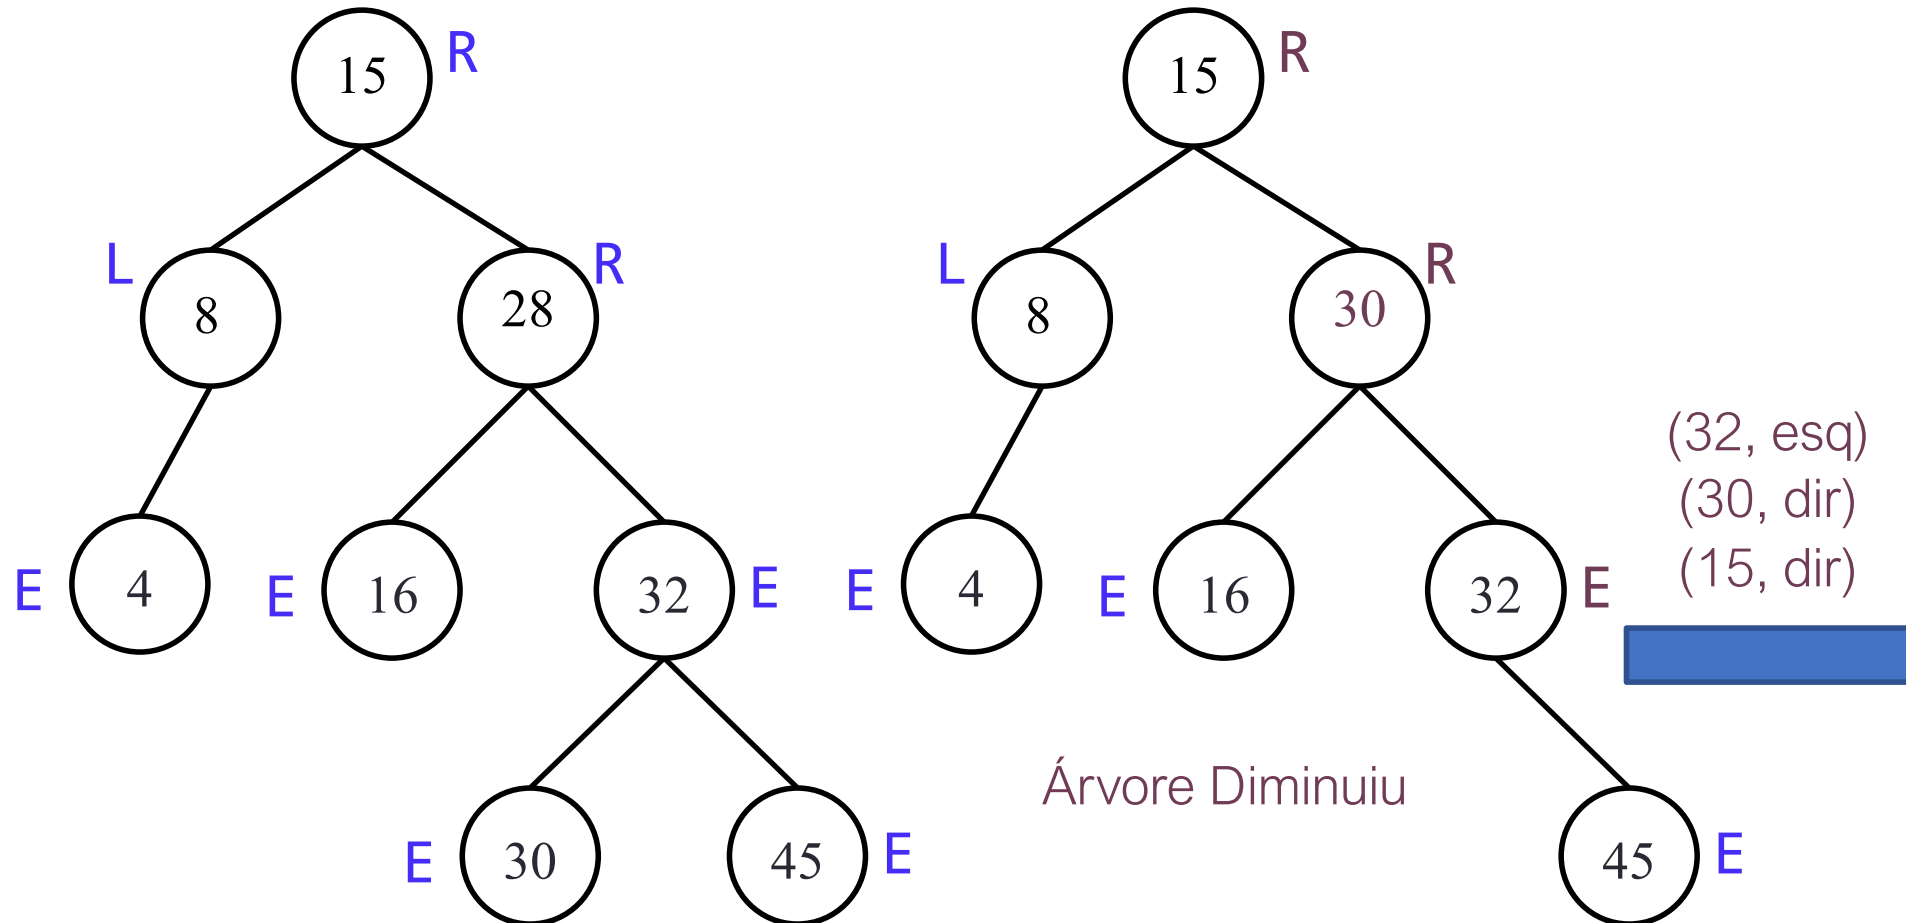 15 R
L 8 28 R
E 4 E 16 32 E
E 30 45 E
15 R
L 8 30 R
E 4 E 16 32 E
45 E
Árvore Diminuiu
(32, esq)
(30, dir)
(15, dir)